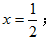 x = 1/2 ;